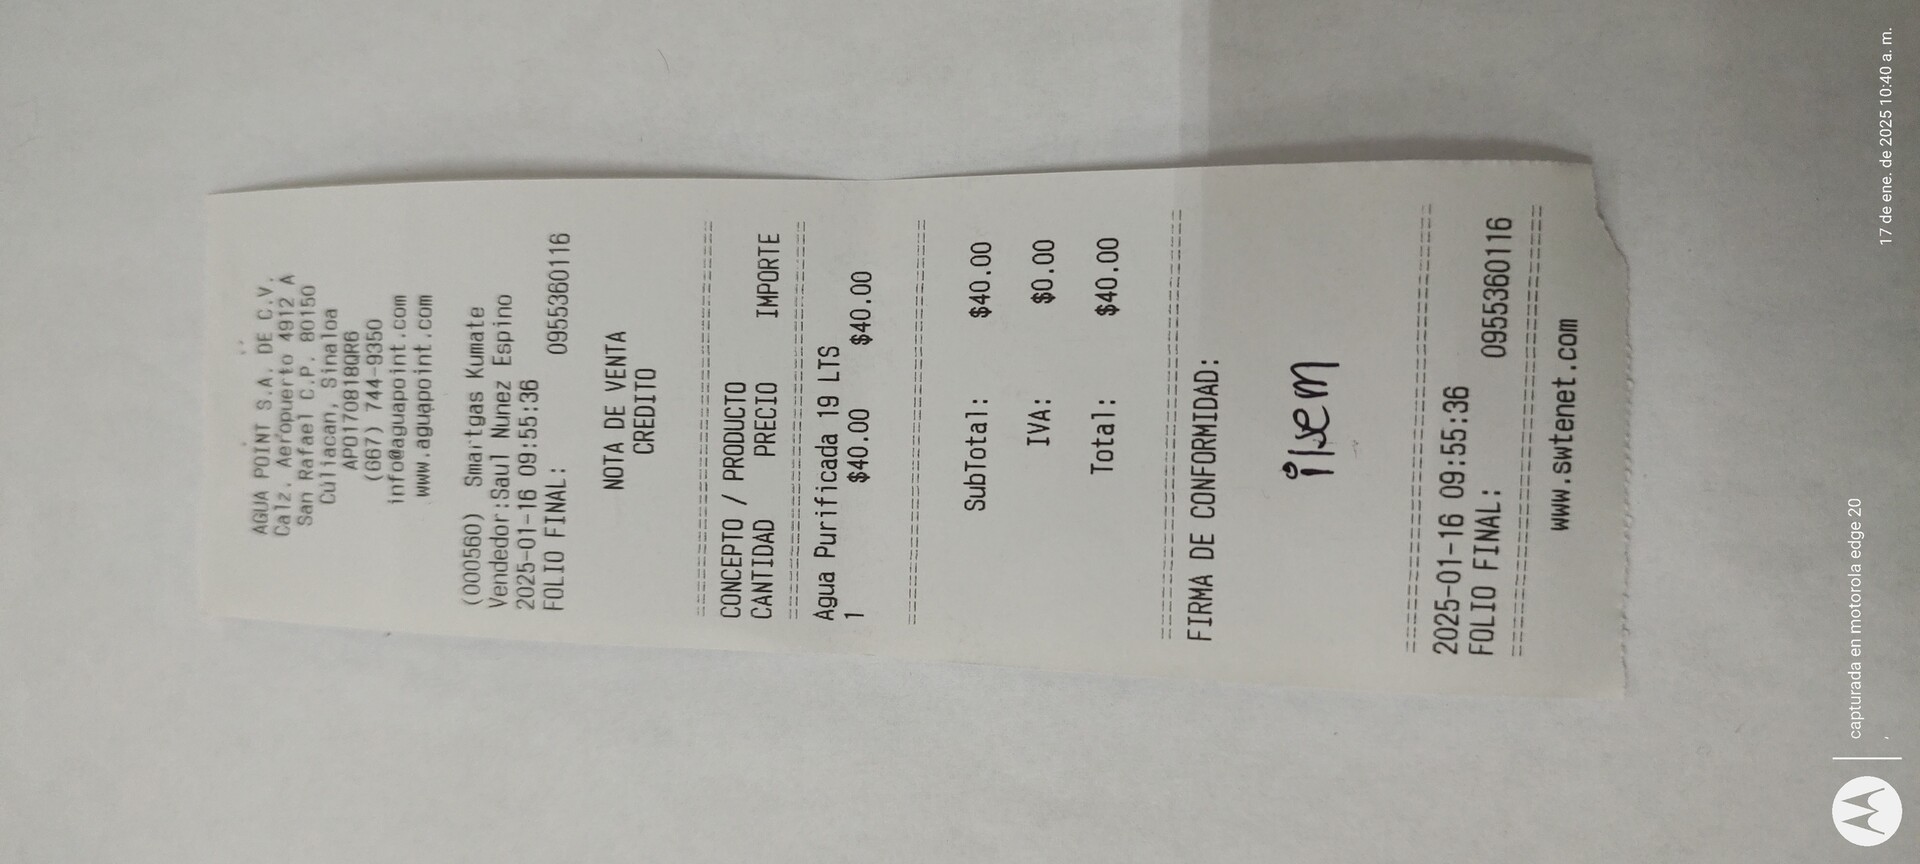 AGUA POINT S.A. DE C.V.
Calz. Aeropuerto 4912 A
San Rafael C.P. 80150
Culiacan, Sinaloa
APO170818QR6
(667) 744-9350
info@aguapoint.com
www.aguapoint.com
(000560) Smartgas Kumate
Vendedor:Saul Nunez Espino
2025-01-16 09:55:36
FOLIO FINAL: 0955360116
NOTA DE VENTA
CREDITO
CONCEPTO / PRODUCTO
CANTIDAD PRECIO IMPORTE
Agua Purificada 19 LTS
1 $40.00 $40.00
SubTotal: $40.00
IVA: $0.00
Total: $40.00
FIRMA DE CONFORMIDAD:
ilsem
2025-01-16 09:55:36
FOLIO FINAL: 0955360116
www.swtenet.com
capturada en motorola edge 20
17 de ene. de 2025 10:40 a. m.